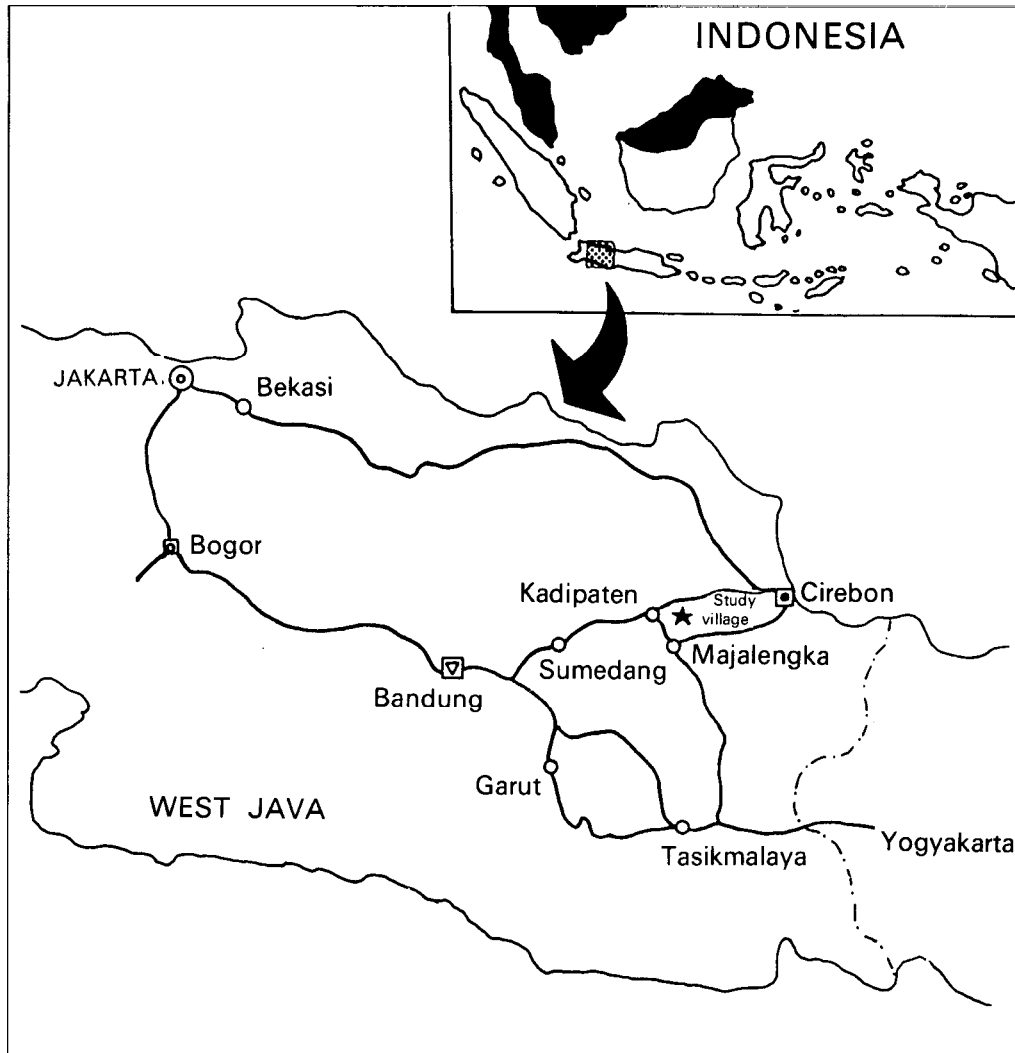 INDONESIA
JAKARTA
Bekasi
Bogor
Kadipaten
Study
village
Cirebon
Sumedang
Majalengka
Bandung
Garut
WEST JAVA
Tasikmalaya
Yogyakarta